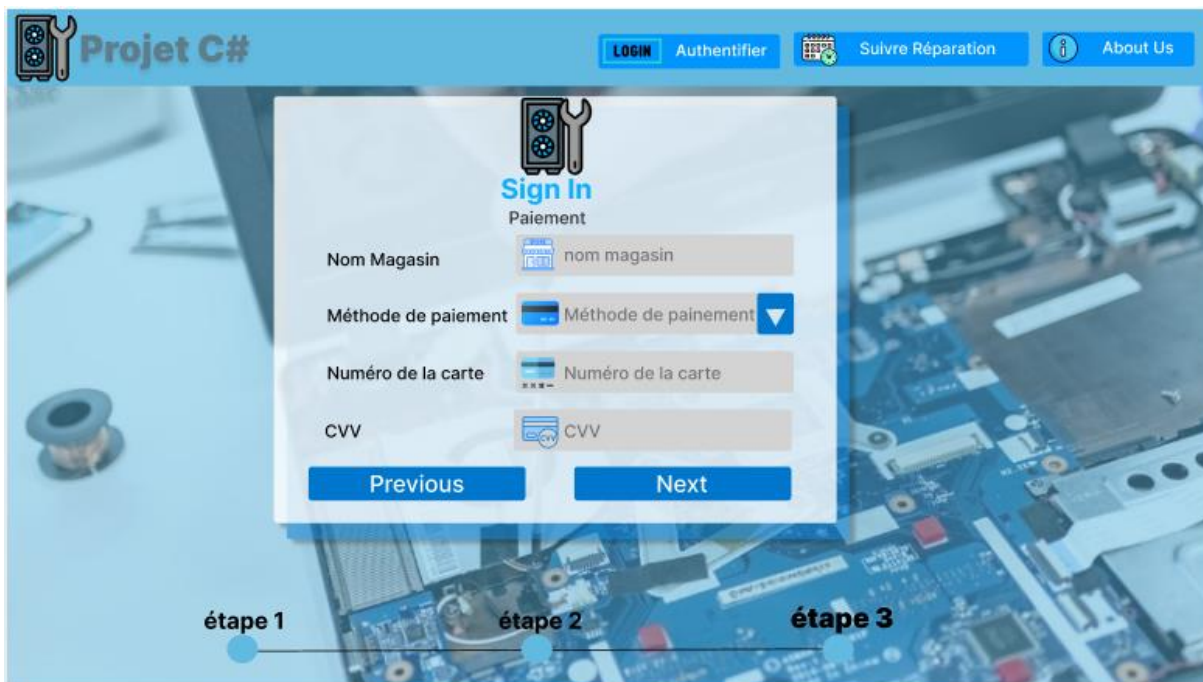 Projet C#
LOGIN Authentifier
Suivre Réparation
About Us
Sign In
Paiement
Nom Magasin
nom magasin
Méthode de paiement
Méthode de painement
Numéro de la carte
Numéro de la carte
CVV
CVV
CVV
Previous
Next
étape 1
étape 2
étape 3